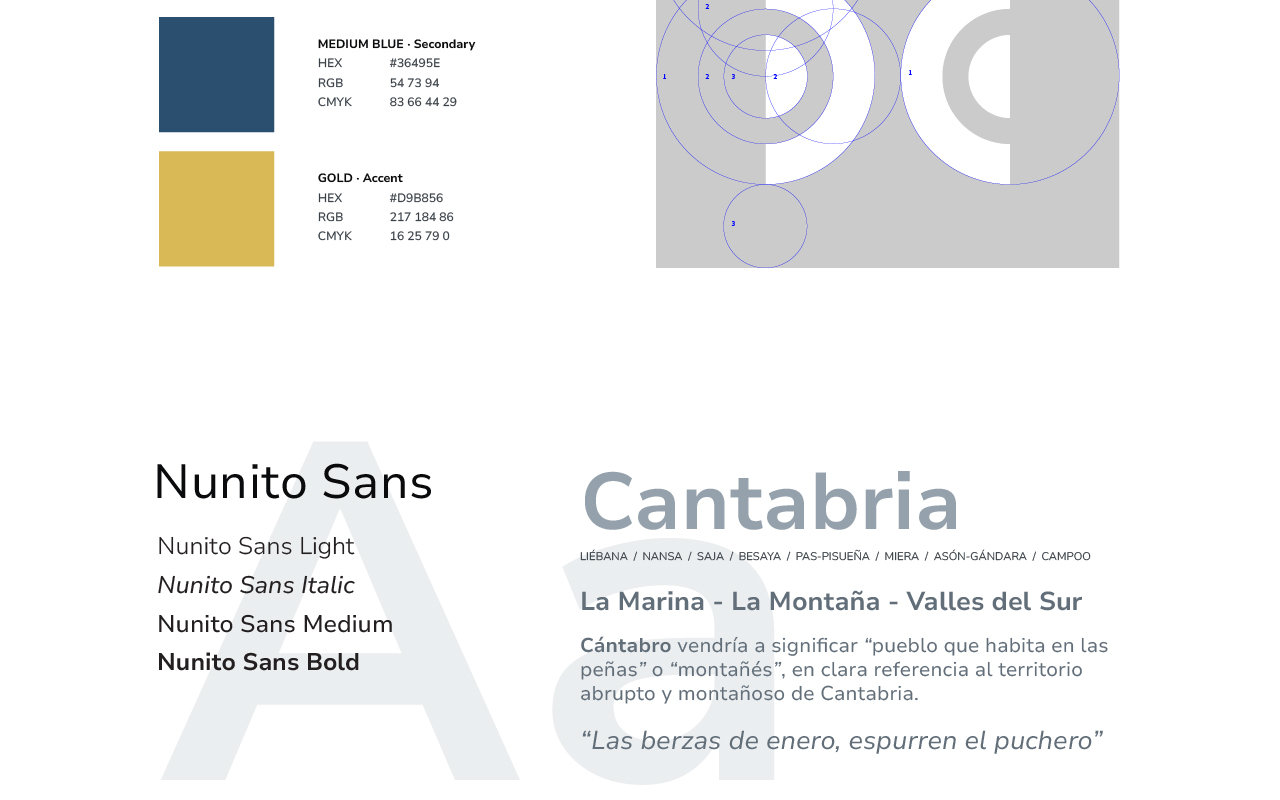 MEDIUM BLUE · Secondary
HEX #36495E
RGB 54 73 94
CMYK 83 66 44 29
GOLD · Accent
HEX #D9B856
RGB 217 184 86
CMYK 16 25 79 0
2
1 2 3 2
1
3
Aa
Nunito Sans
Nunito Sans Light
Nunito Sans Italic
Nunito Sans Medium
Nunito Sans Bold
Cantabria
LIÉBANA / NANSA / SAJA / BESAYA / PAS-PISUEÑA / MIERA / ASÓN-GÁNDARA / CAMPOO
La Marina - La Montaña - Valles del Sur
Cántabro vendría a significar “pueblo que habita en las
peñas” o “montañés”, en clara referencia al territorio
abrupto y montañoso de Cantabria.
“Las berzas de enero, espurren el puchero”